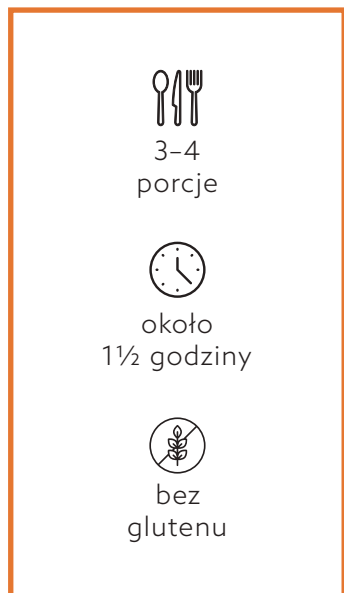 3–4
porcje
około
1½ godziny
bez
glutenu